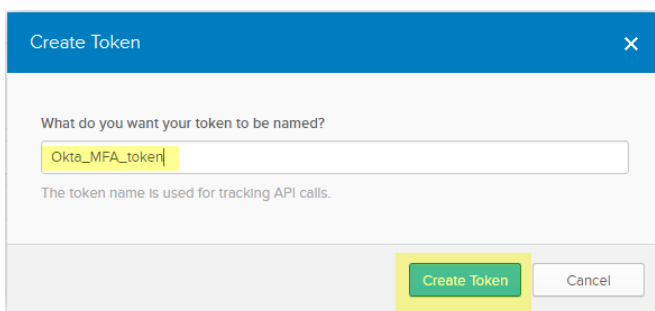 Create Token
What do you want your token to be named?
Okta_MFA_token
The token name is used for tracking API calls.
Create Token
Cancel